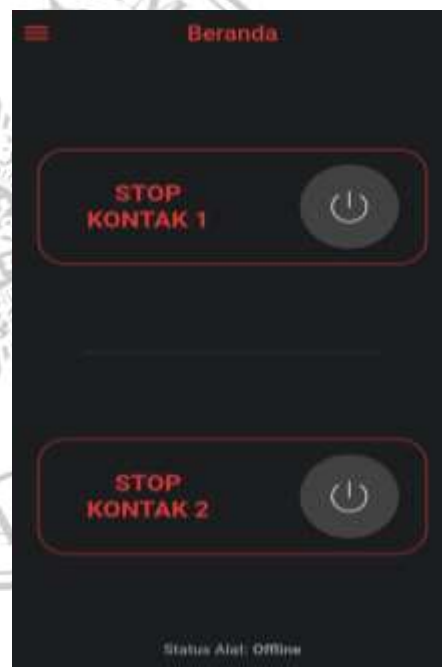 Beranda
STOP
KONTAK 1
STOP
KONTAK 2
Status Alat: Offline